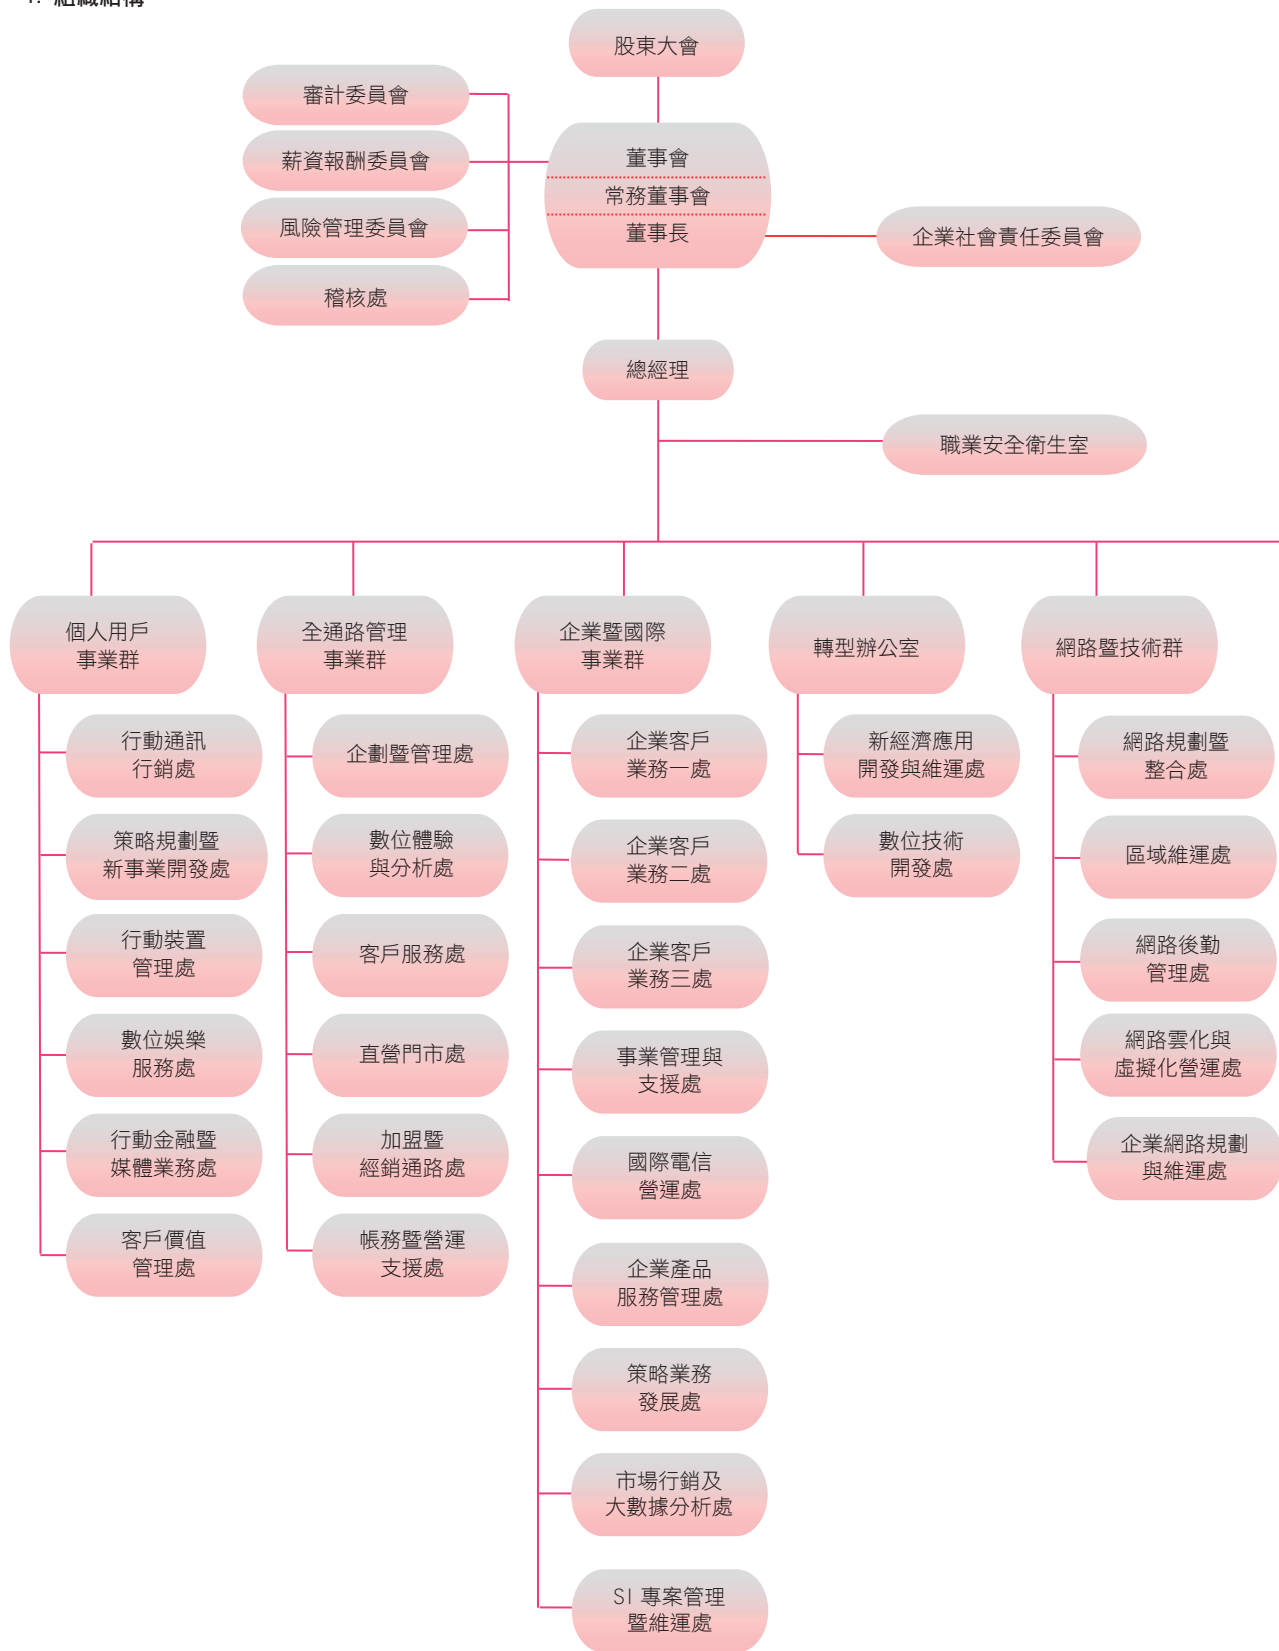 1. 組織結構
股東大會
審計委員會
薪資報酬委員會
風險管理委員會
稽核處
董事會
常務董事會
董事長
企業社會責任委員會
總經理
職業安全衛生室
個人用戶
事業群
行動通訊
行銷處
策略規劃暨
新事業開發處
行動裝置
管理處
數位娛樂
服務處
行動金融暨
媒體業務處
客戶價值
管理處
全通路管理
事業群
企劃暨管理處
數位體驗
與分析處
客戶服務處
直營門市處
加盟暨
經銷通路處
帳務暨營運
支援處
企業暨國際
事業群
企業客戶
業務一處
企業客戶
業務二處
企業客戶
業務三處
事業管理與
支援處
國際電信
營運處
企業產品
服務管理處
策略業務
發展處
市場行銷及
大數據分析處
SI 專案管理
暨維運處
轉型辦公室
新經濟應用
開發與維運處
數位技術
開發處
網路暨技術群
網路規劃暨
整合處
區域維運處
網路後勤
管理處
網路雲化與
虛擬化營運處
企業網路規劃
與維運處